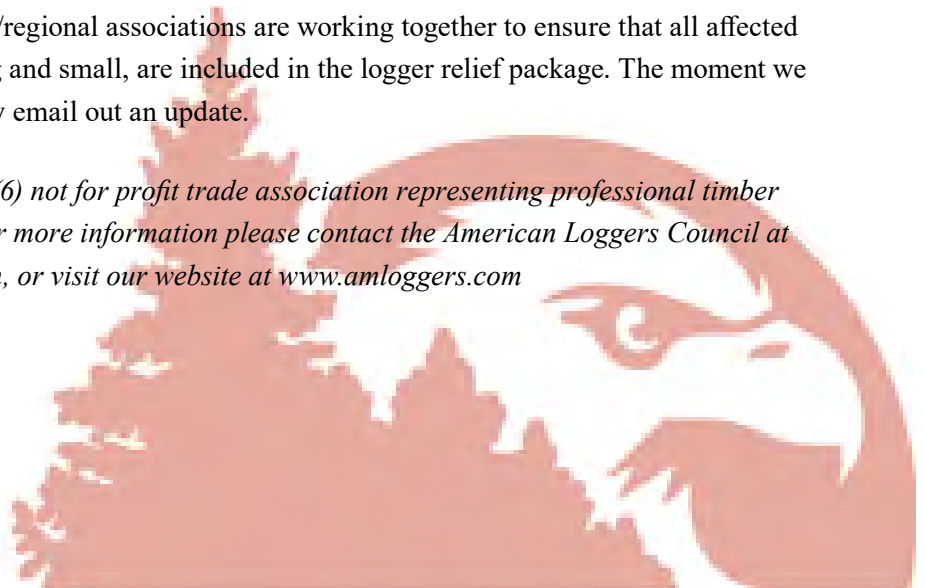 /regional associations are working together to ensure that all affected
and small, are included in the logger relief package. The moment we
email out an update.
(6) not for profit trade association representing professional timber
more information please contact the American Loggers Council at
, or visit our website at www.amloggers.com